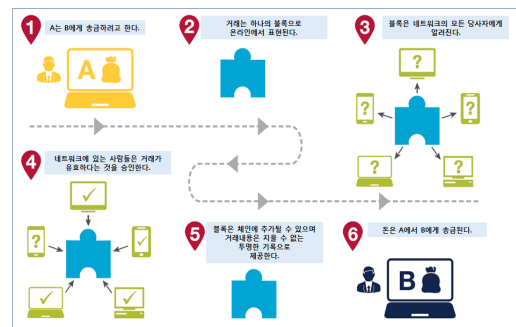 1
A는 B에게 송금하려고 한다.
A
2
거래는 하나의 블록으로
온라인에서 표현된다.
3
블록은 네트워크의 모든 당사자에게
알려진다.
?
?
?
?
?
4
네트워크에 있는 사람들은 거래가
유효하다는 것을 승인한다.
?
5
블록은 체인에 추가될 수 있으며
거래내용은 지울 수 없는
투명한 기록으로
제공한다.
6
돈은 A에서 B에게 송금된다.
B